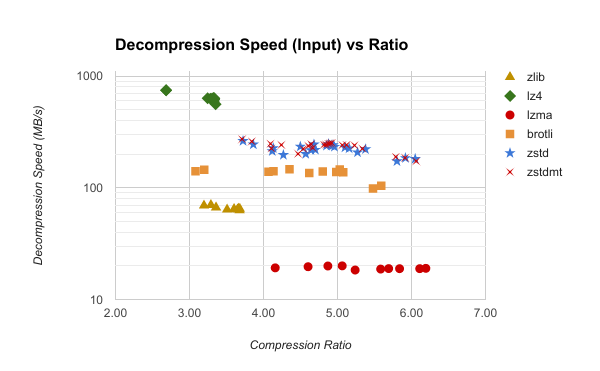 Decompression Speed (Input) vs Ratio
Decompression Speed (MB/s)
1000
100
10
2.00 3.00 4.00 5.00 6.00 7.00
Compression Ratio
zlib
lz4
lzma
brotli
zstd
zstdmt